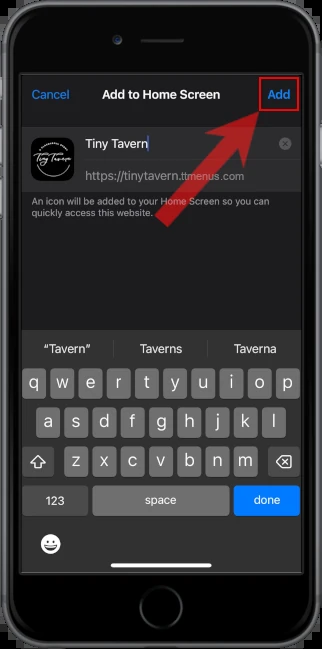 Cancel Add to Home Screen Add
Tiny Tavern
Tiny Tavern
https://tinytavern.ttmenus.com
An icon will be added to your Home Screen so you can
quickly access this website.
“Tavern” Taverns Taverna
q w e r t y u i o p
a s d f g h j k l
z x c v b n m
123 space done